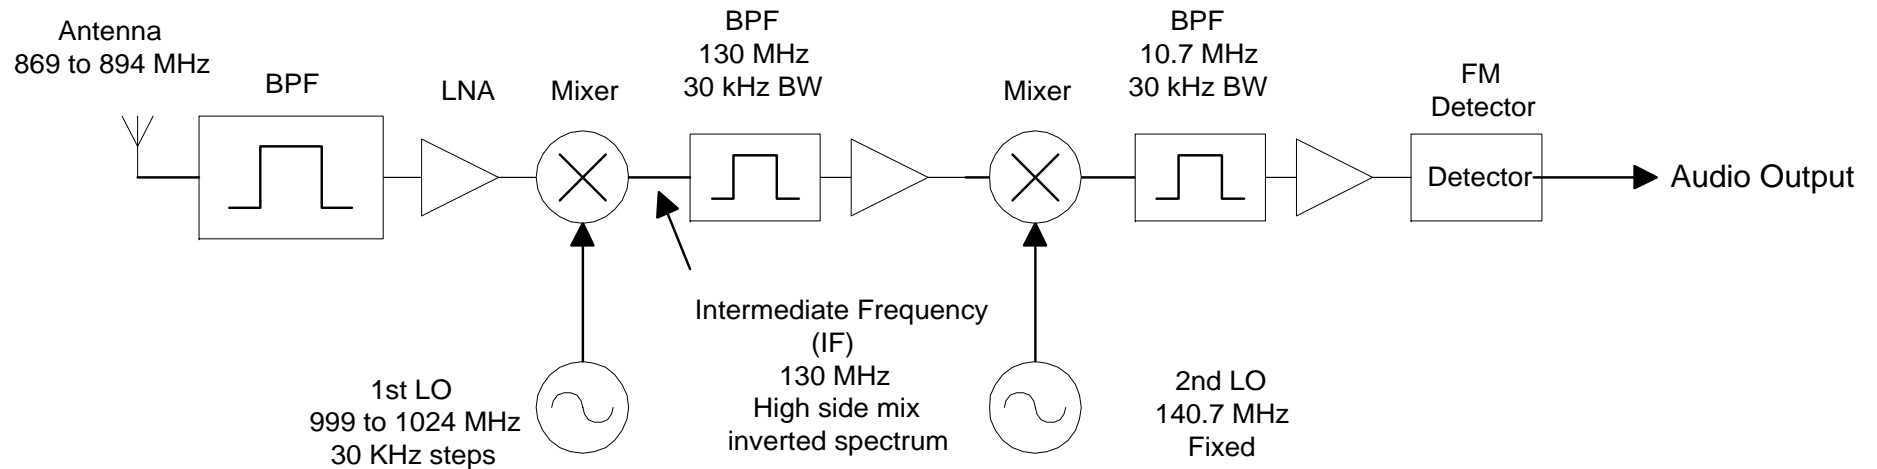 Antenna
869 to 894 MHz
BPF
LNA
Mixer
BPF
130 MHz
30 kHz BW
Mixer
BPF
10.7 MHz
30 kHz BW
FM
Detector
Detector
Audio Output
1st LO
999 to 1024 MHz
30 KHz steps
Intermediate Frequency
(IF)
130 MHz
High side mix
inverted spectrum
2nd LO
140.7 MHz
Fixed